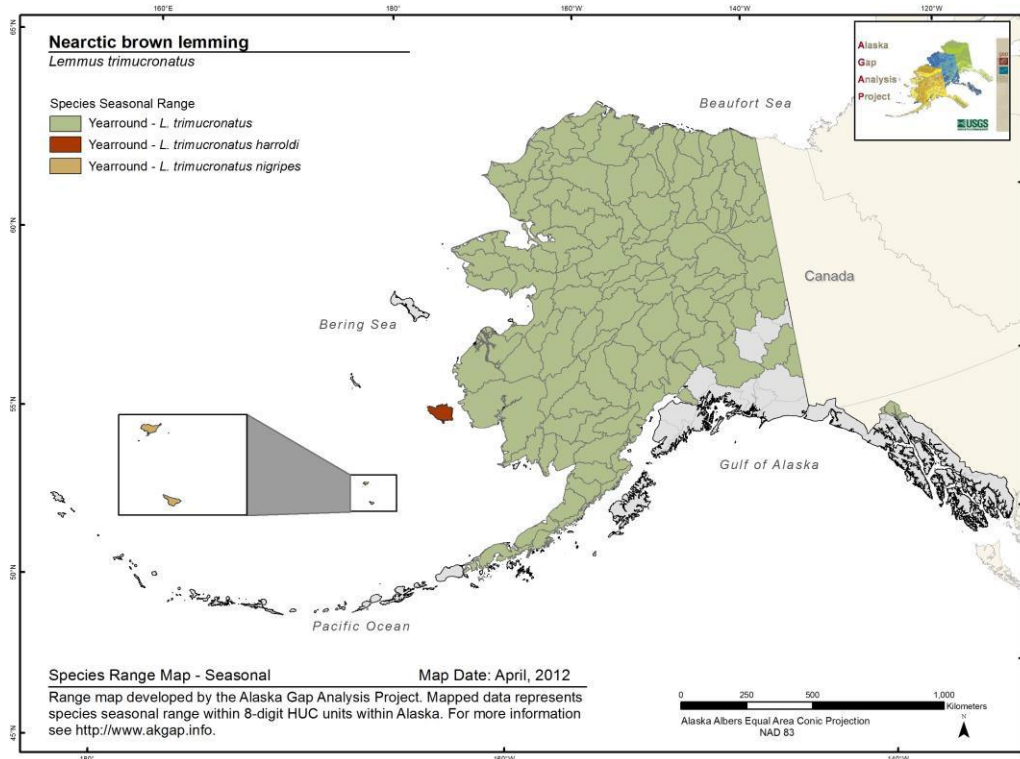 160°E
180°
160°W
140°W
120°W
65°N
Nearctic brown lemming
Lemmus trimucronatus
Alaska
Gap
Analysis
Project
USGS
Species Seasonal Range
Yearround - L. trimucronatus
Yearround - L. trimucronatus harroldi
Yearround - L. trimucronatus nigripes
Beaufort Sea
60°N
Canada
Bering Sea
55°N
Gulf of Alaska
50°N
Pacific Ocean
Species Range Map - Seasonal Map Date: April, 2012
Range map developed by the Alaska Gap Analysis Project. Mapped data represents
species seasonal range within 8-digit HUC units within Alaska. For more information
see http://www.akgap.info.
0 250 500 1,000
Kilometers
Alaska Albers Equal Area Conic Projection
NAD 83
N
45°N
180°
160°W
140°W